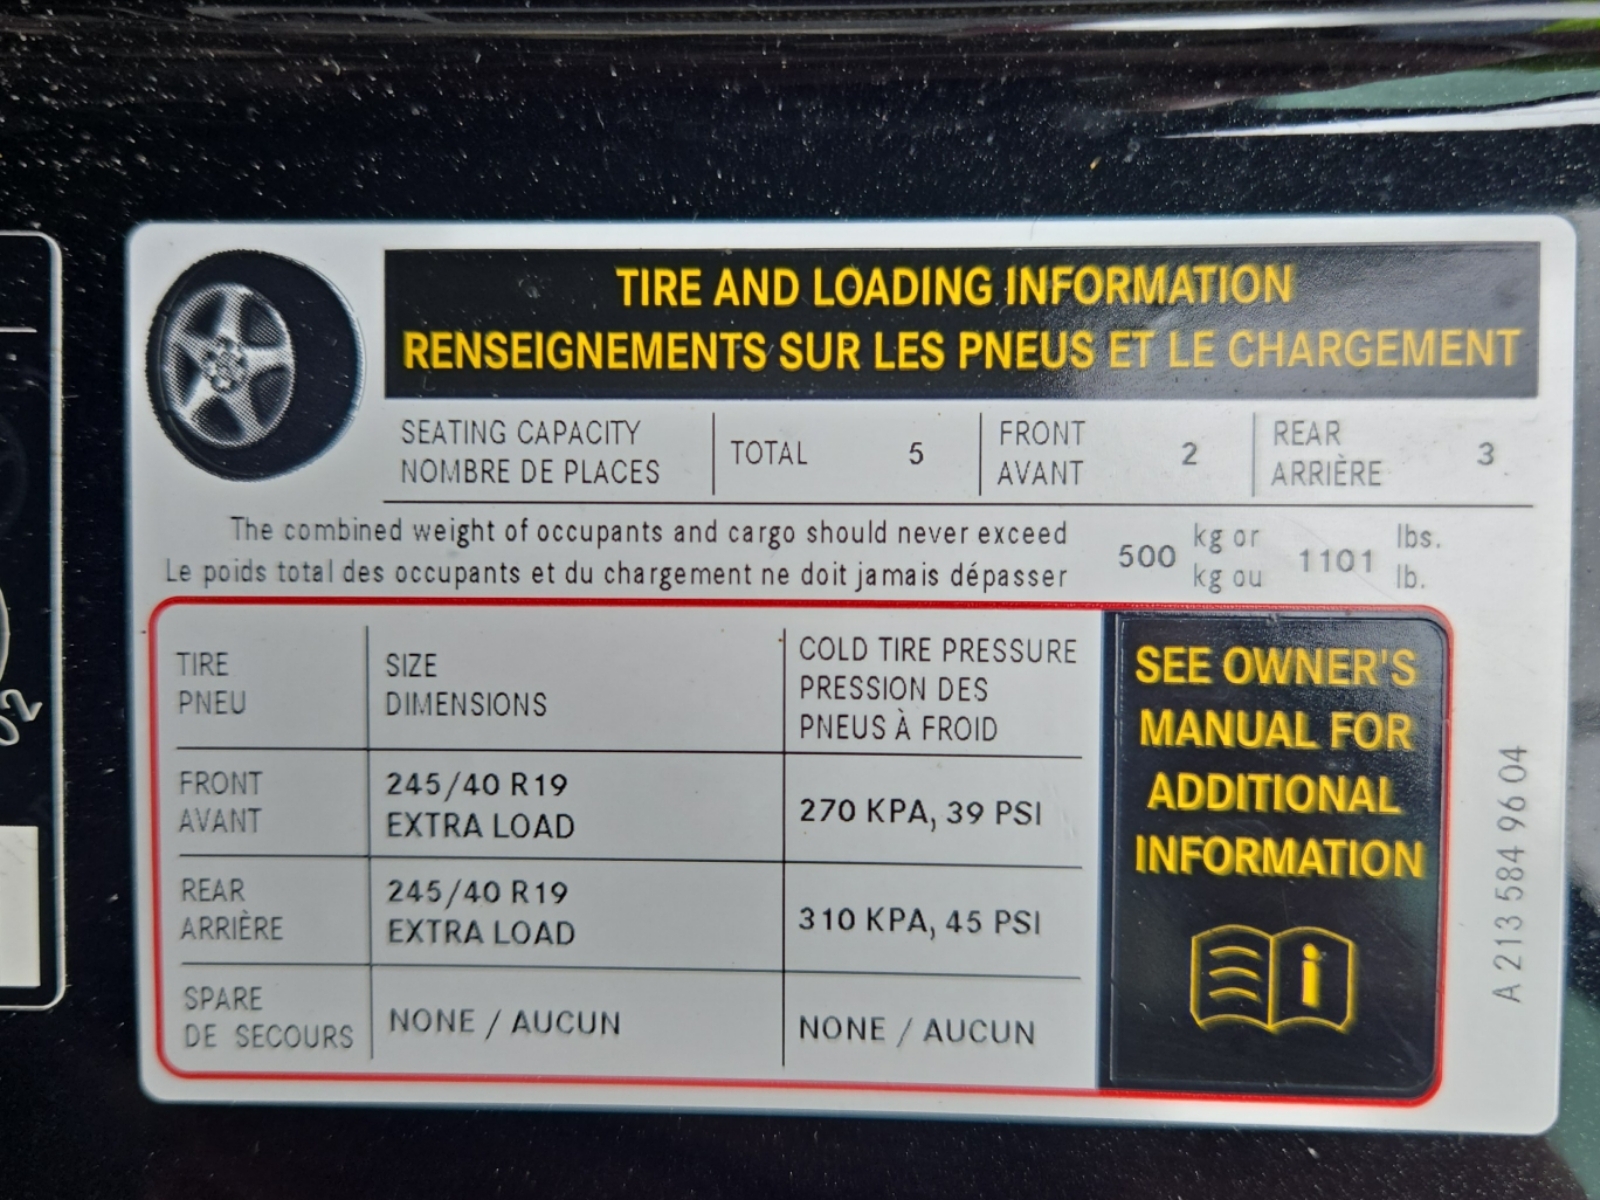 TIRE AND LOADING INFORMATION
RENSEIGNEMENTS SUR LES PNEUS ET LE CHARGEMENT
SEATING CAPACITY
NOMBRE DE PLACES
TOTAL 5
FRONT
AVANT
2
REAR
ARRIÈRE
3
The combined weight of occupants and cargo should never exceed
Le poids total des occupants et du chargement ne doit jamais dépasser
500
kg or
kg ou
1101
lbs.
lb.
TIRE
PNEU
SIZE
DIMENSIONS
COLD TIRE PRESSURE
PRESSION DES
PNEUS À FROID
FRONT
AVANT
245/40 R19
EXTRA LOAD
270 KPA, 39 PSI
REAR
ARRIÈRE
245/40 R19
EXTRA LOAD
310 KPA, 45 PSI
SPARE
DE SECOURS
NONE / AUCUN
NONE / AUCUN
SEE OWNER'S
MANUAL FOR
ADDITIONAL
INFORMATION
A 213 584 96 04
02